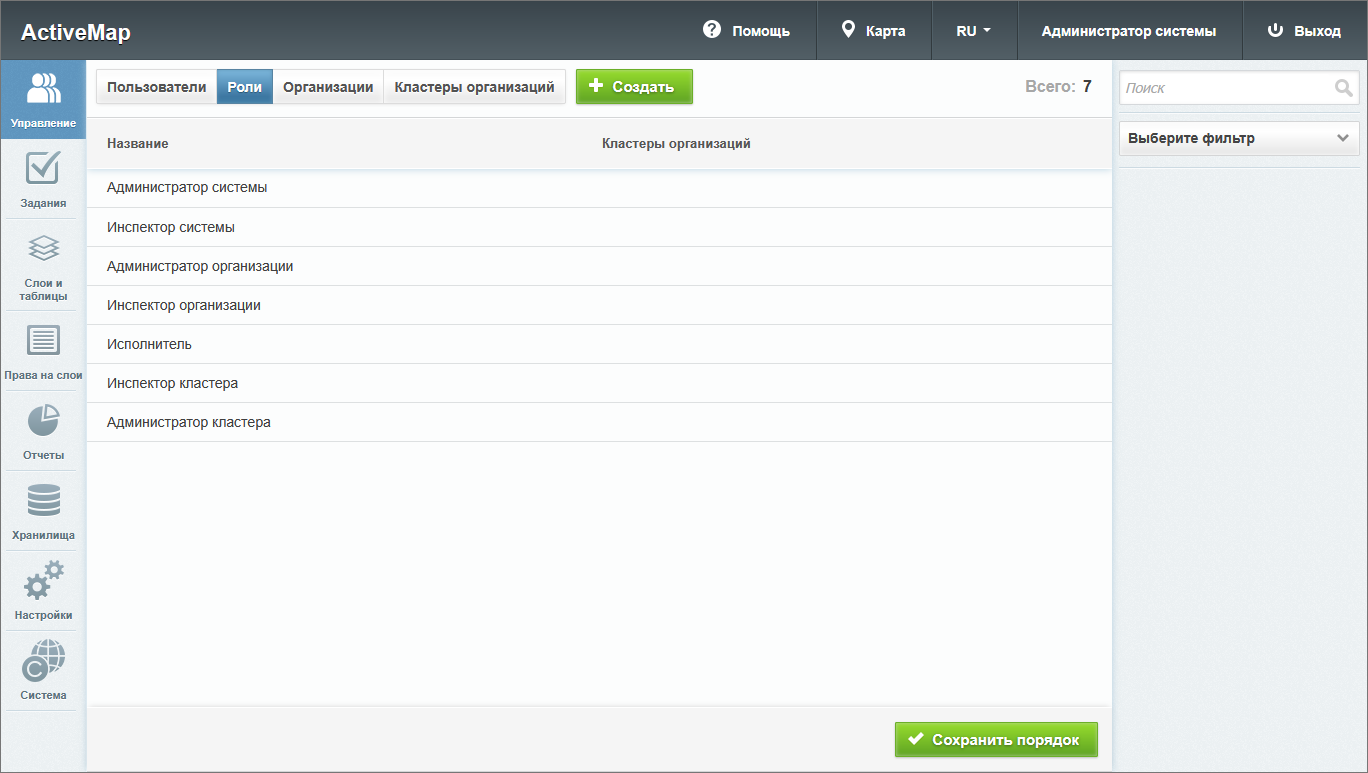 ActiveMap
Помощь
Карта
RU
Администратор системы
Выход
Управление
Задания
Слои и
таблицы
Права на слои
Отчеты
Хранилища
Настройки
Система
Пользователи
Роли
Организации
Кластеры организаций
Создать
Всего: 7
Название
Кластеры организаций
Администратор системы
Инспектор системы
Администратор организации
Инспектор организации
Исполнитель
Инспектор кластера
Администратор кластера
Сохранить порядок
Поиск
Выберите фильтр